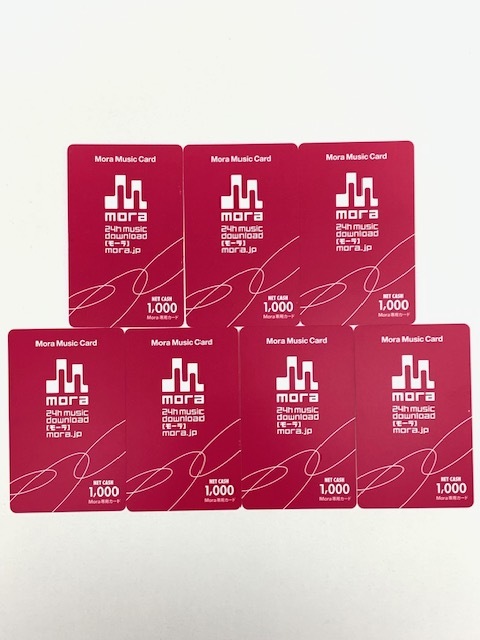 Mora Music Card
mora
24h music
download
[モーラ]
mora.jp
NET CASH
1,000
Mora専用カード
Mora Music Card
mora
24h music
download
[モーラ]
mora.jp
NET CASH
1,000
Mora専用カード
Mora Music Card
mora
24h music
download
[モーラ]
mora.jp
NET CASH
1,000
Mora専用カード
Mora Music Card
mora
24h music
download
[モーラ]
mora.jp
NET CASH
1,000
Mora専用カード
Mora Music Card
mora
24h music
download
[モーラ]
mora.jp
NET CASH
1,000
Mora専用カード
Mora Music Card
mora
24h music
download
[モーラ]
mora.jp
NET CASH
1,000
Mora専用カード
Mora Music Card
mora
24h music
download
[モーラ]
mora.jp
NET CASH
1,000
Mora専用カード